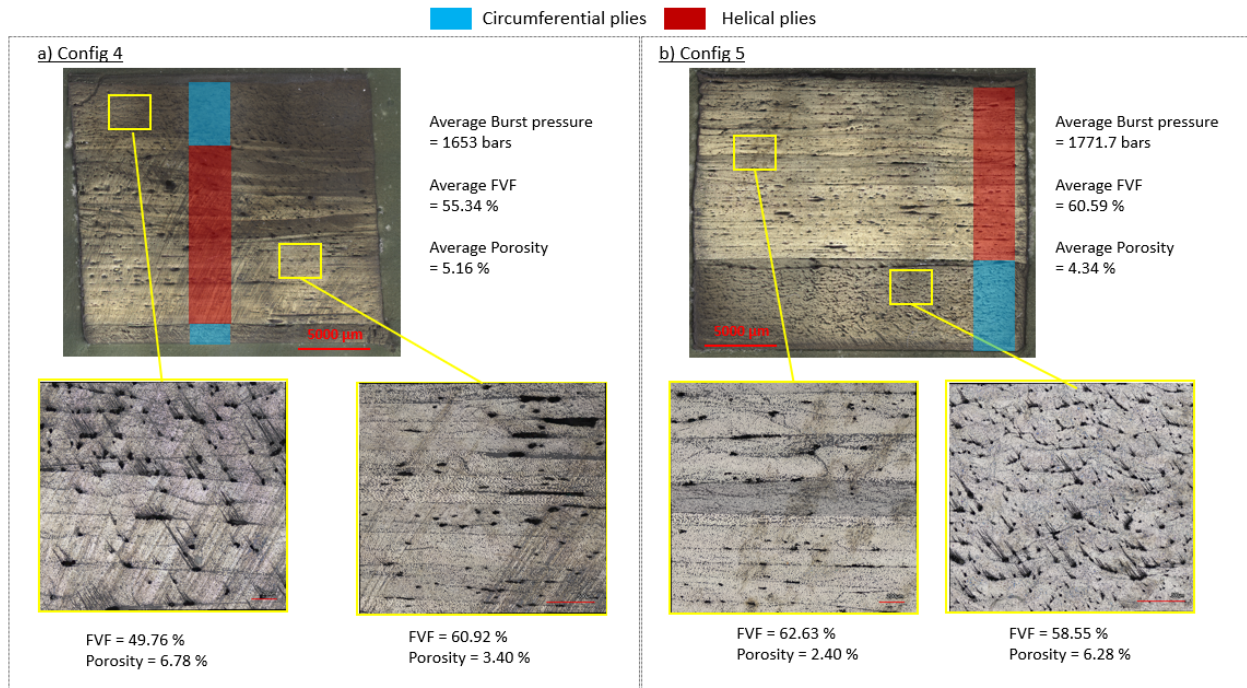 Circumferential plies
Helical plies
a) Config 4
Average Burst pressure
= 1653 bars
Average FVF
= 55.34 %
Average Porosity
= 5.16 %
5000 µm
FVF = 49.76 %
Porosity = 6.78 %
FVF = 60.92 %
Porosity = 3.40 %
b) Config 5
Average Burst pressure
= 1771.7 bars
Average FVF
= 60.59 %
Average Porosity
= 4.34 %
5000 µm
FVF = 62.63 %
Porosity = 2.40 %
FVF = 58.55 %
Porosity = 6.28 %